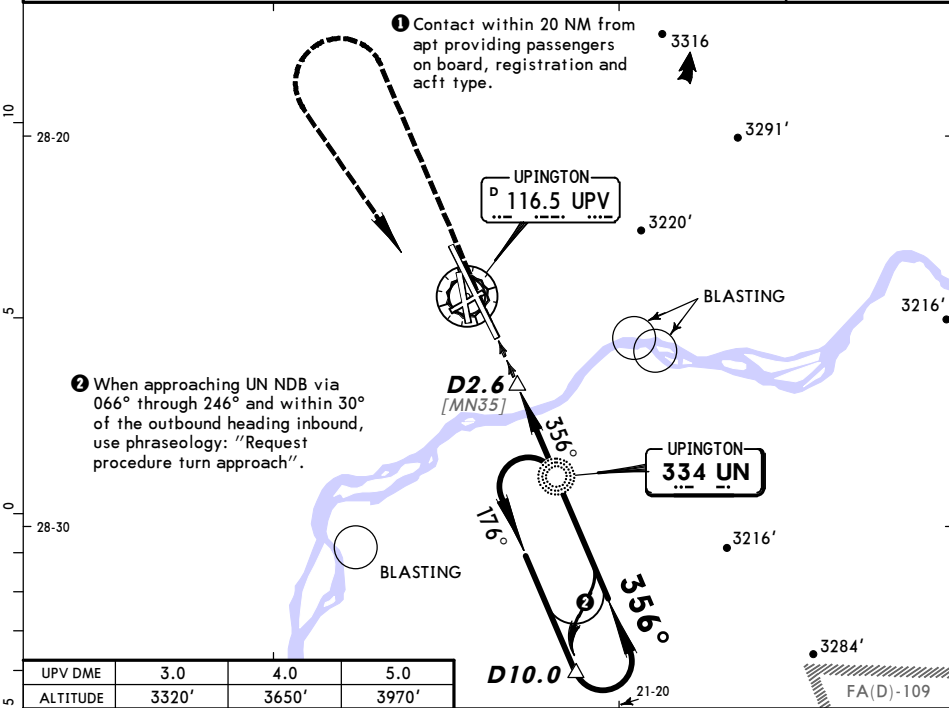 ❶ Contact within 20 NM from
apt providing passengers
on board, registration and
acft type.
3316
10
28-20
3291'
UPINGTON
D 116.5 UPV
3220'
BLASTING
5
3216'
❷ When approaching UN NDB via
066° through 246° and within 30°
of the outbound heading inbound,
use phraseology: "Request
procedure turn approach".
D2.6
[MN35]
356°
UPINGTON
334 UN
0
28-30
176°
3216'
BLASTING
❷
356°
3284'
D10.0
21-20
FA(D)-109
UPV DME 3.0 4.0 5.0
ALTITUDE 3320' 3650' 3970'
5